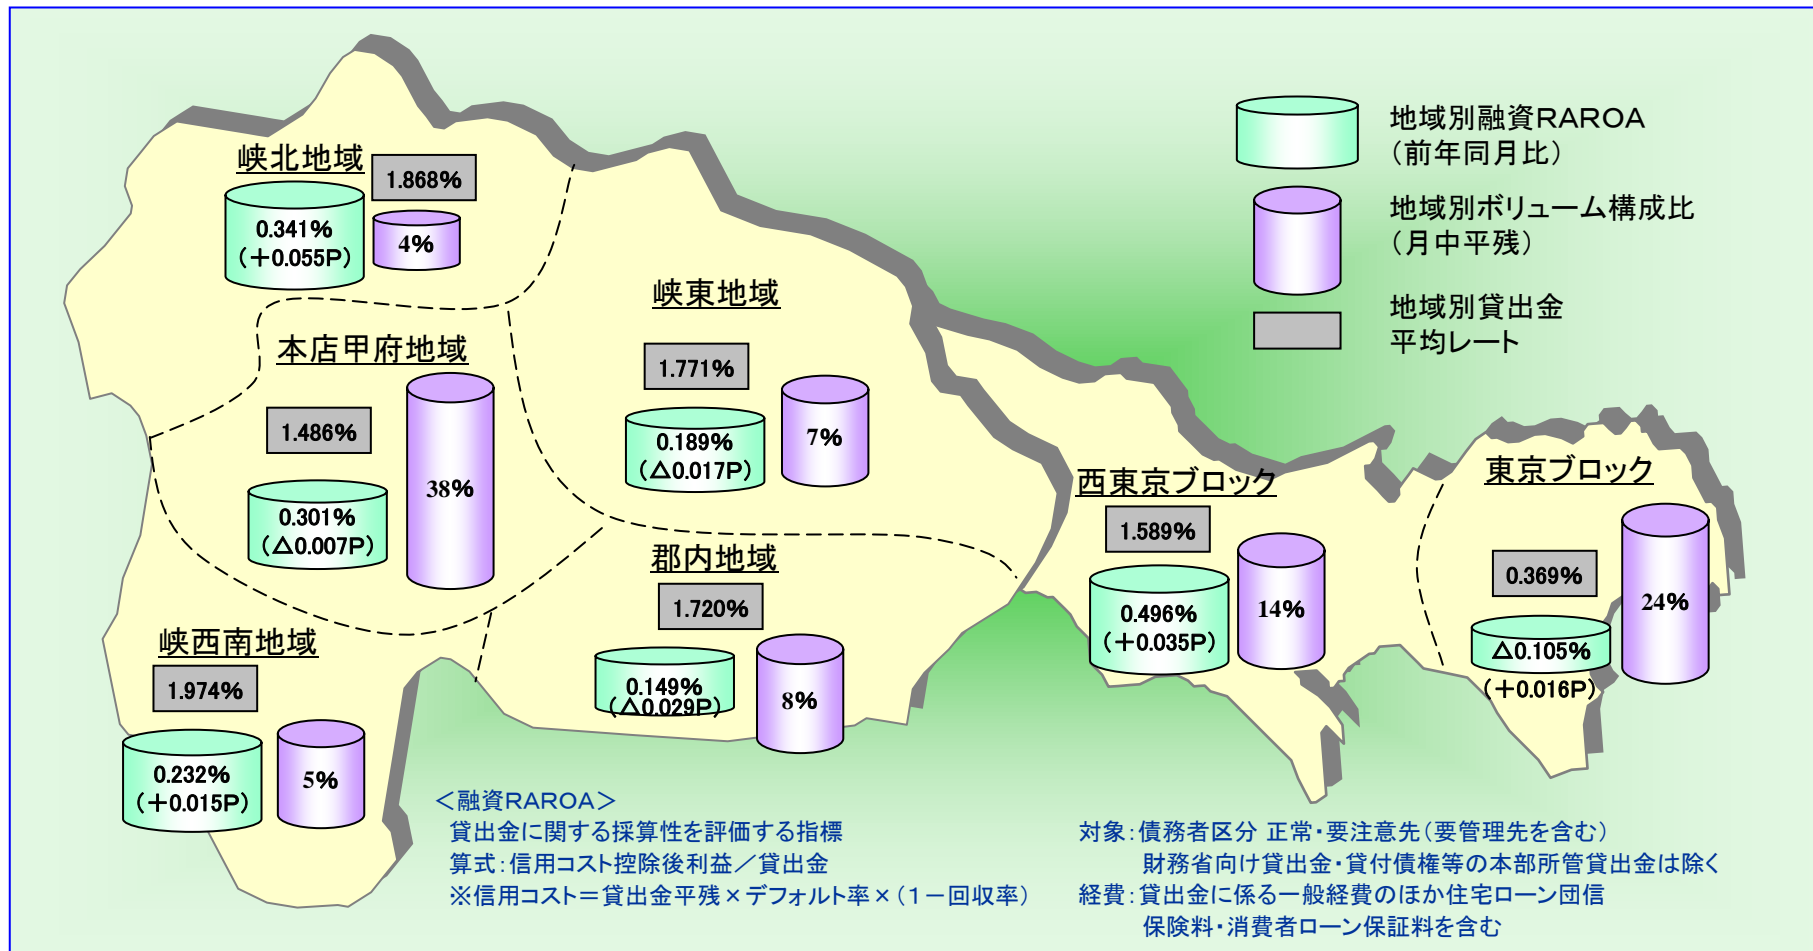 峡北地域
1.868%
0.341%
(+0.055P)
4%
本店甲府地域
1.486%
0.301%
(△0.007P)
38%
峡西南地域
1.974%
0.232%
(+0.015P)
5%
峡東地域
1.771%
0.189%
(△0.017P)
7%
郡内地域
1.720%
0.149%
(△0.029P)
8%
西東京ブロック
1.589%
0.496%
(+0.035P)
14%
東京ブロック
0.369%
△0.105%
(+0.016P)
24%
地域別融資RAROA
(前年同月比)
地域別ボリューム構成比
(月中平残)
地域別貸出金
平均レート
<融資RAROA>
貸出金に関する採算性を評価する指標
算式:信用コスト控除後利益/貸出金
※信用コスト=貸出金平残×デフォルト率×(1-回収率)
対象:債務者区分 正常・要注意先(要管理先を含む)
財務省向け貸出金・貸付債権等の本部所管貸出金は除く
経費:貸出金に係る一般経費のほか住宅ローン団信
保険料・消費者ローン保証料を含む